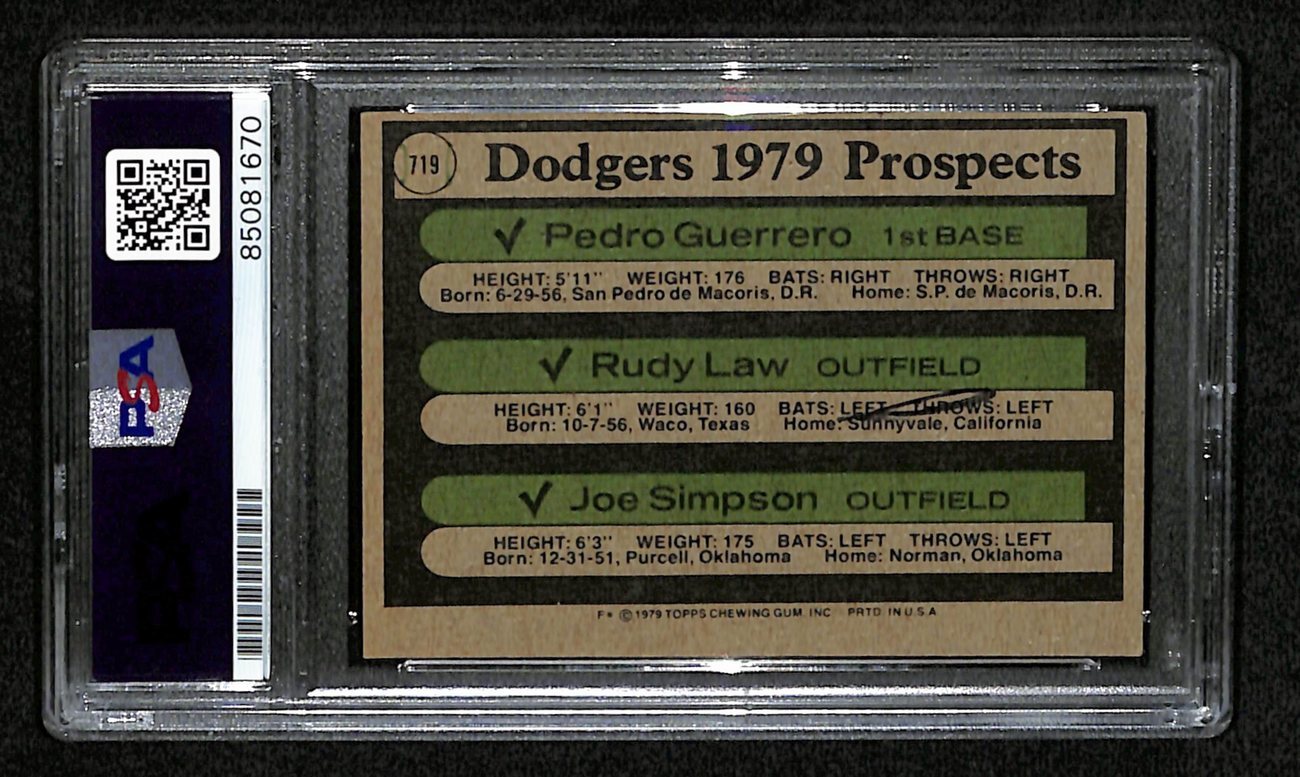 85081670
PSA
719
Dodgers 1979 Prospects
✓ Pedro Guerrero 1st BASE
HEIGHT: 5'11" WEIGHT: 176 BATS: RIGHT THROWS: RIGHT
Born: 6-29-56, San Pedro de Macoris, D.R. Home: S.P. de Macoris, D.R.
✓ Rudy Law OUTFIELD
HEIGHT: 6'1" WEIGHT: 160 BATS: LEFT THROWS: LEFT
Born: 10-7-56, Waco, Texas Home: Sunnyvale, California
✓ Joe Simpson OUTFIELD
HEIGHT: 6'3" WEIGHT: 175 BATS: LEFT THROWS: LEFT
Born: 12-31-51, Purcell, Oklahoma Home: Norman, Oklahoma
F* © 1979 TOPPS CHEWING GUM, INC. PRTD. IN U.S.A.